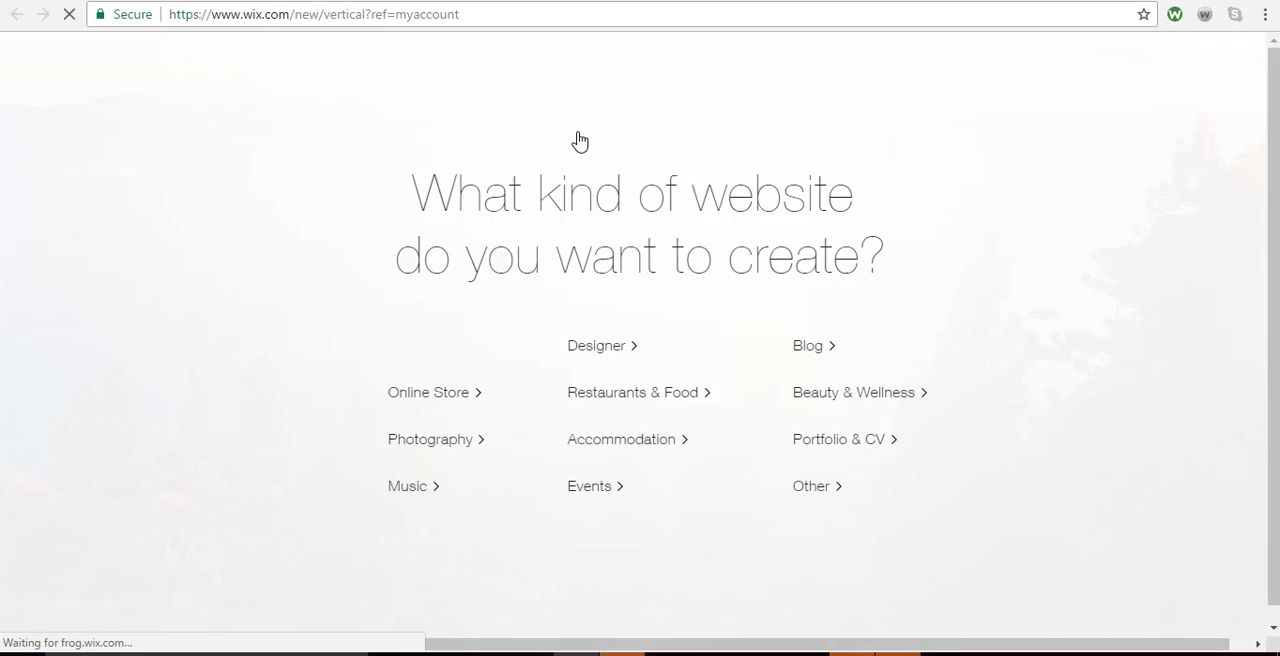 Secure https://www.wix.com/new/vertical?ref=myaccount
What kind of website
do you want to create?
Designer > Blog >
Online Store > Restaurants & Food > Beauty & Wellness >
Photography > Accommodation > Portfolio & CV >
Music > Events > Other >
Waiting for frog.wix.com...